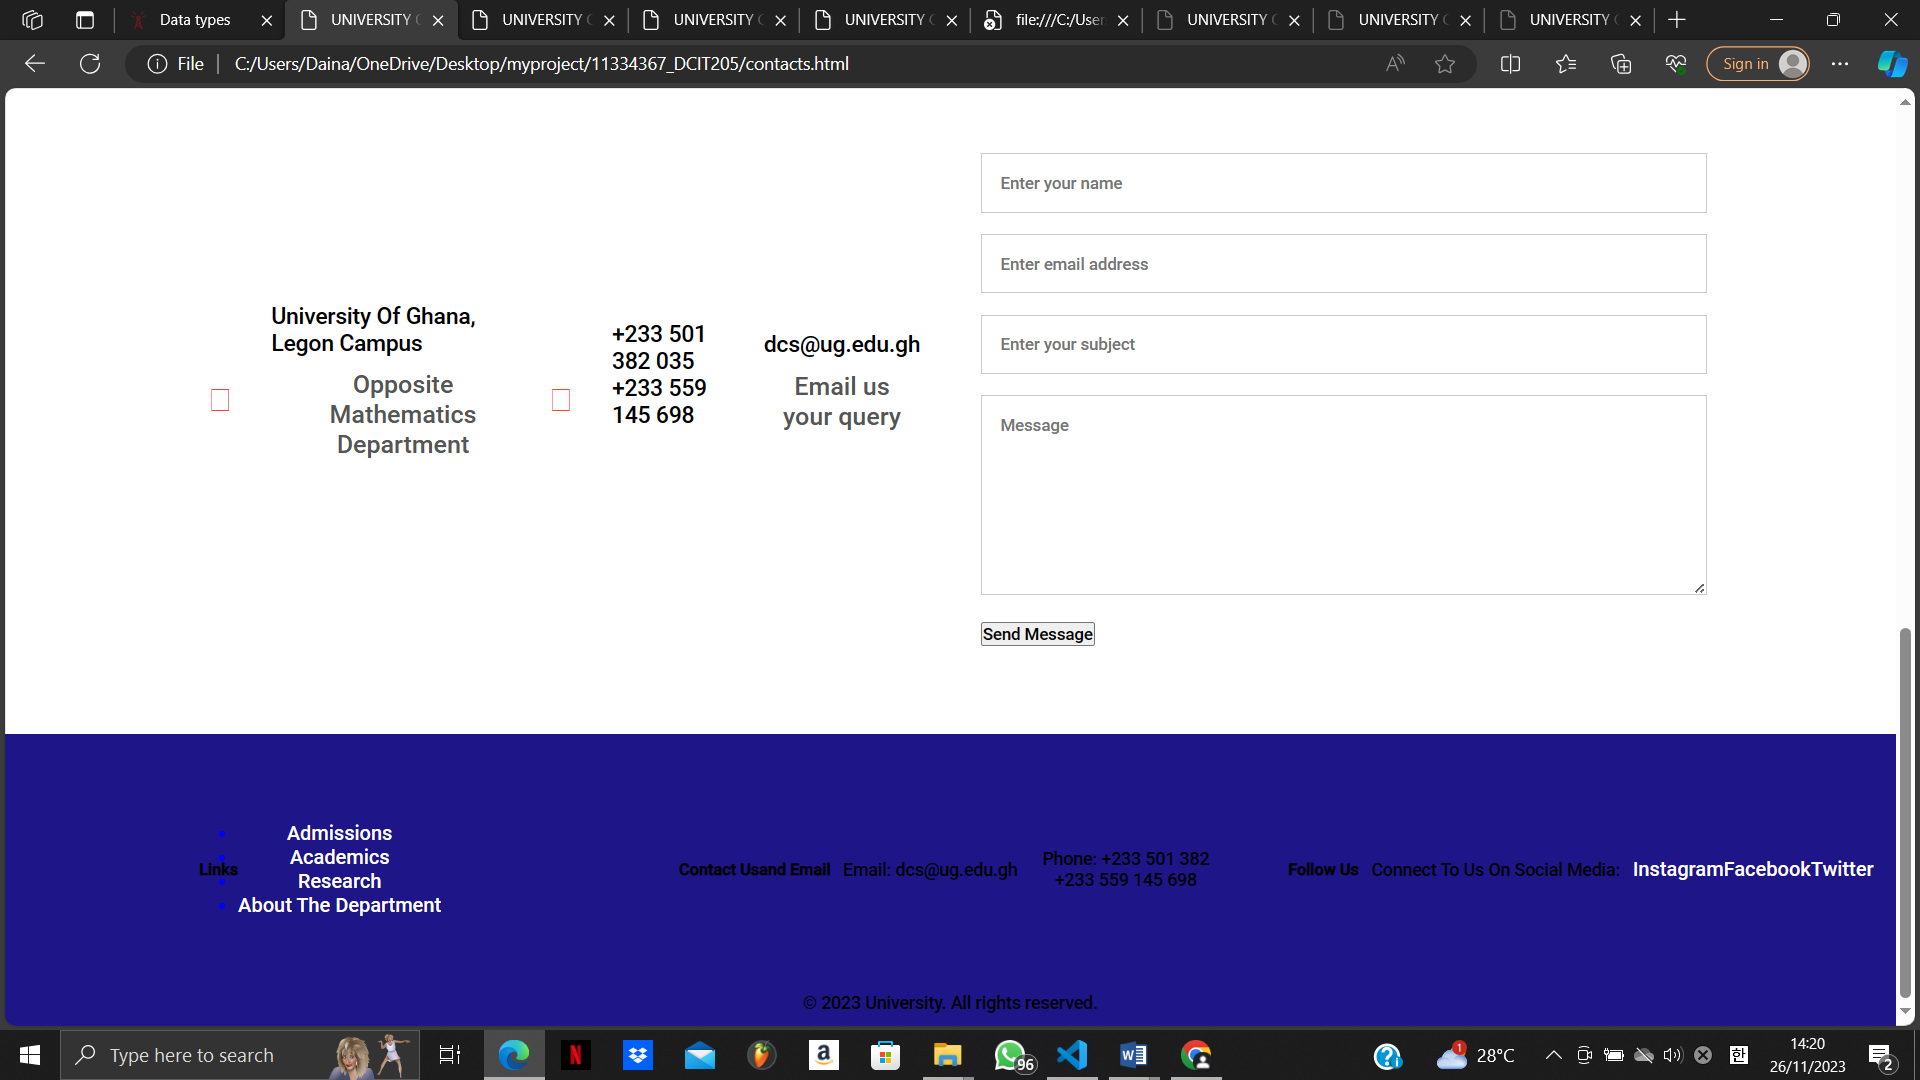 Data types
UNIVERSITY
UNIVERSITY
UNIVERSITY
UNIVERSITY
file:///C:/User
UNIVERSITY
UNIVERSITY
UNIVERSITY
File
C:/Users/Daina/OneDrive/Desktop/myproject/11334367_DCIT205/contacts.html
Sign in
Enter your name
Enter email address
Enter your subject
Message
Send Message
University Of Ghana,
Legon Campus
Opposite
Mathematics
Department
+233 501
382 035
+233 559
145 698
dcs@ug.edu.gh
Email us
your query
Links
Admissions
Academics
Research
About The Department
Contact Usand Email
Email: dcs@ug.edu.gh
Phone: +233 501 382
+233 559 145 698
Follow Us
Connect To Us On Social Media:
InstagramFacebookTwitter
© 2023 University. All rights reserved.
Type here to search
96
1
28°C
한
14:20
26/11/2023
2